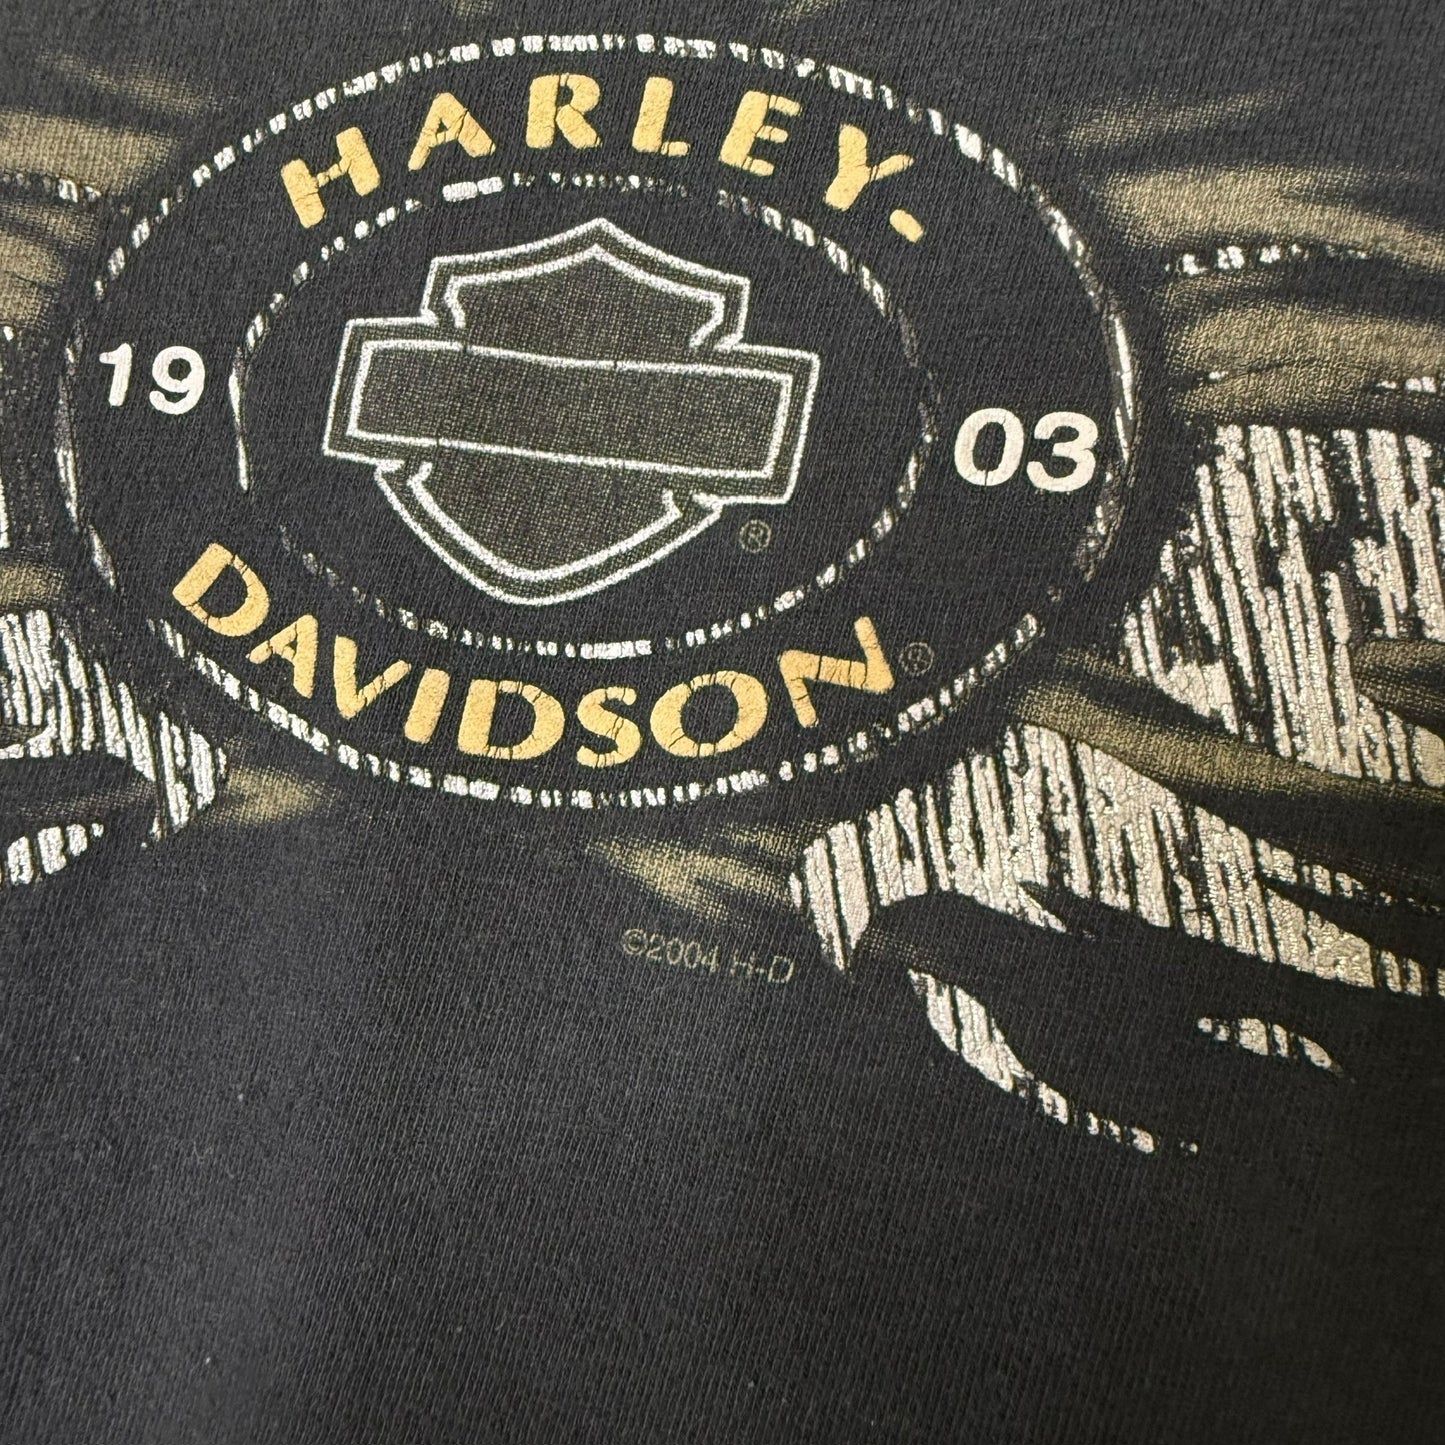 HARLEY-
19 03
®
DAVIDSON®
©2004 H-D